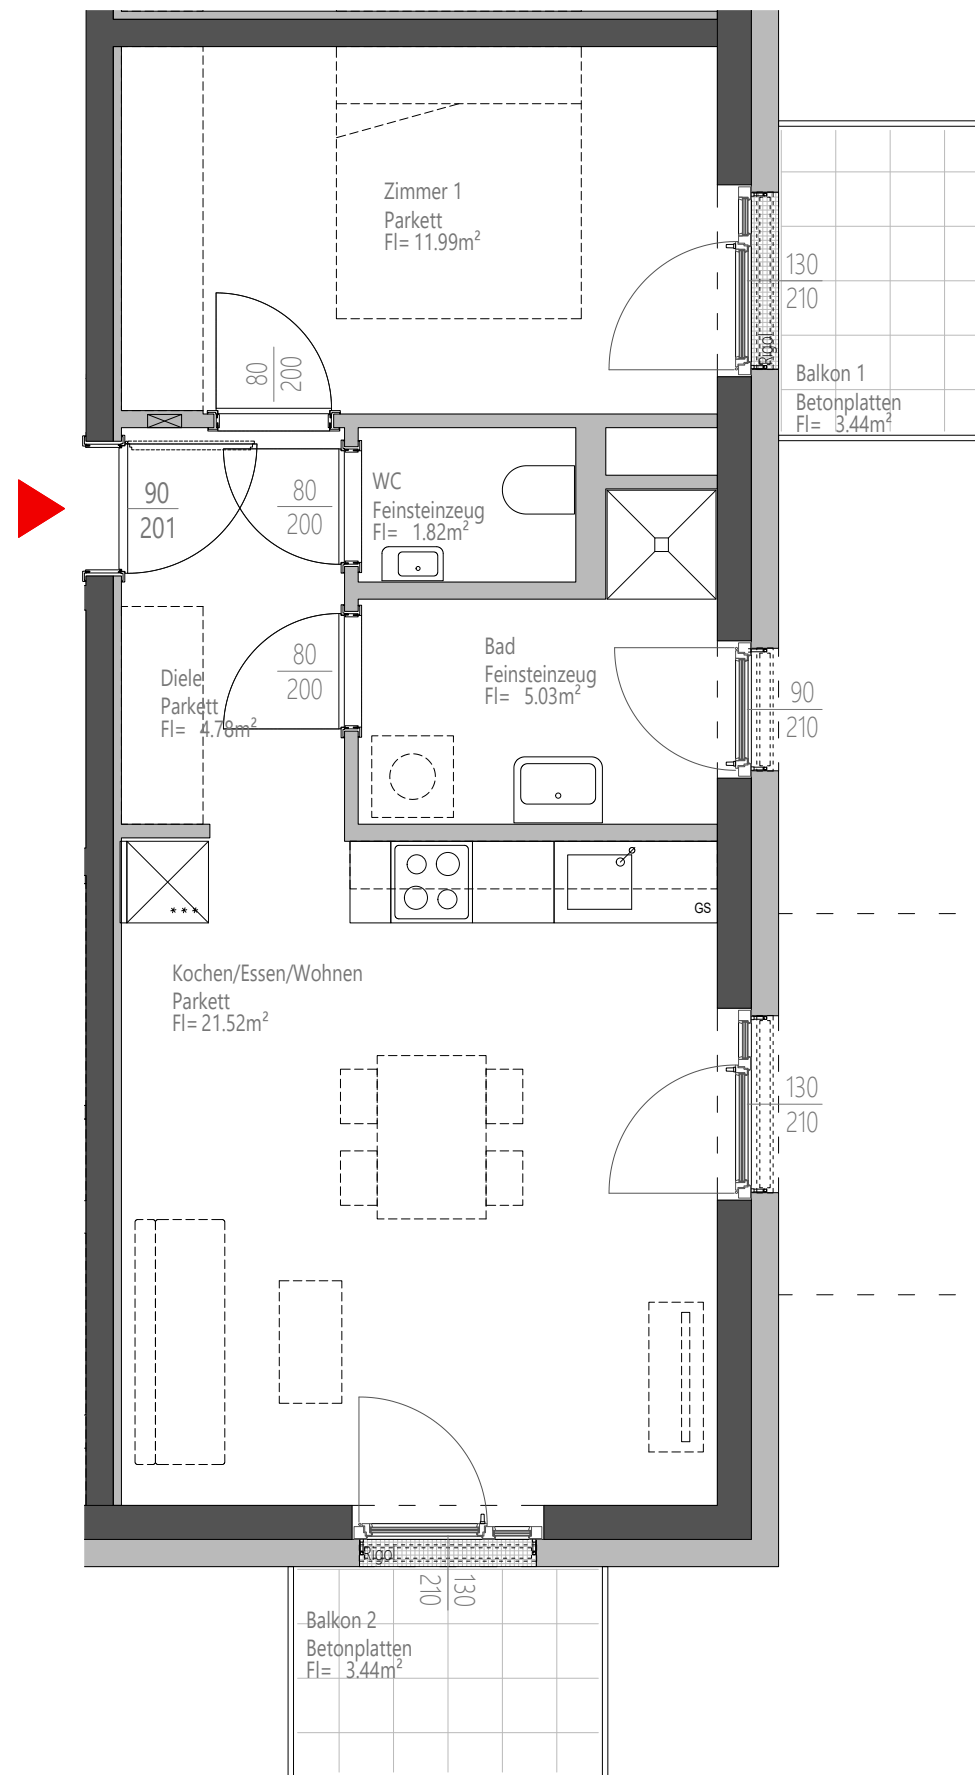 Zimmer 1
Parkett
Fl= 11.99m²
130
210
Rigol
80
200
Balkon 1
Betonplatten
Fl= 3.44m²
90
201
80
200
WC
Feinsteinzeug
Fl= 1.82m²
Diele
Parkett
Fl= 4.78m²
80
200
Bad
Feinsteinzeug
Fl= 5.03m²
90
210
***
GS
Kochen/Essen/Wohnen
Parkett
Fl= 21.52m²
130
210
Rigol
130
210
Balkon 2
Betonplatten
Fl= 3.44m²